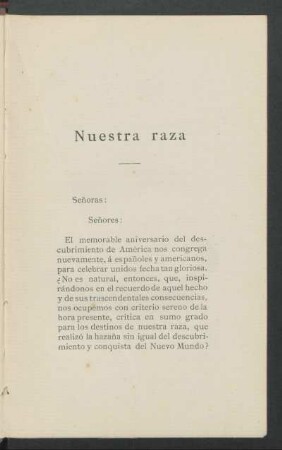 Nuestra raza
Señoras:
Señores:
El memorable aniversario del des-
cubrimiento de América nos congrega
nuevamente, á españoles y americanos,
para celebrar unidos fecha tan gloriosa.
¿No es natural, entonces, que, inspi-
rándonos en el recuerdo de aquel hecho
y de sus trascendentales consecuencias,
nos ocupemos con criterio sereno de la
hora presente, crítica en sumo grado
para los destinos de nuestra raza, que
realizó la hazaña sin igual del descubri-
miento y conquista del Nuevo Mundo?